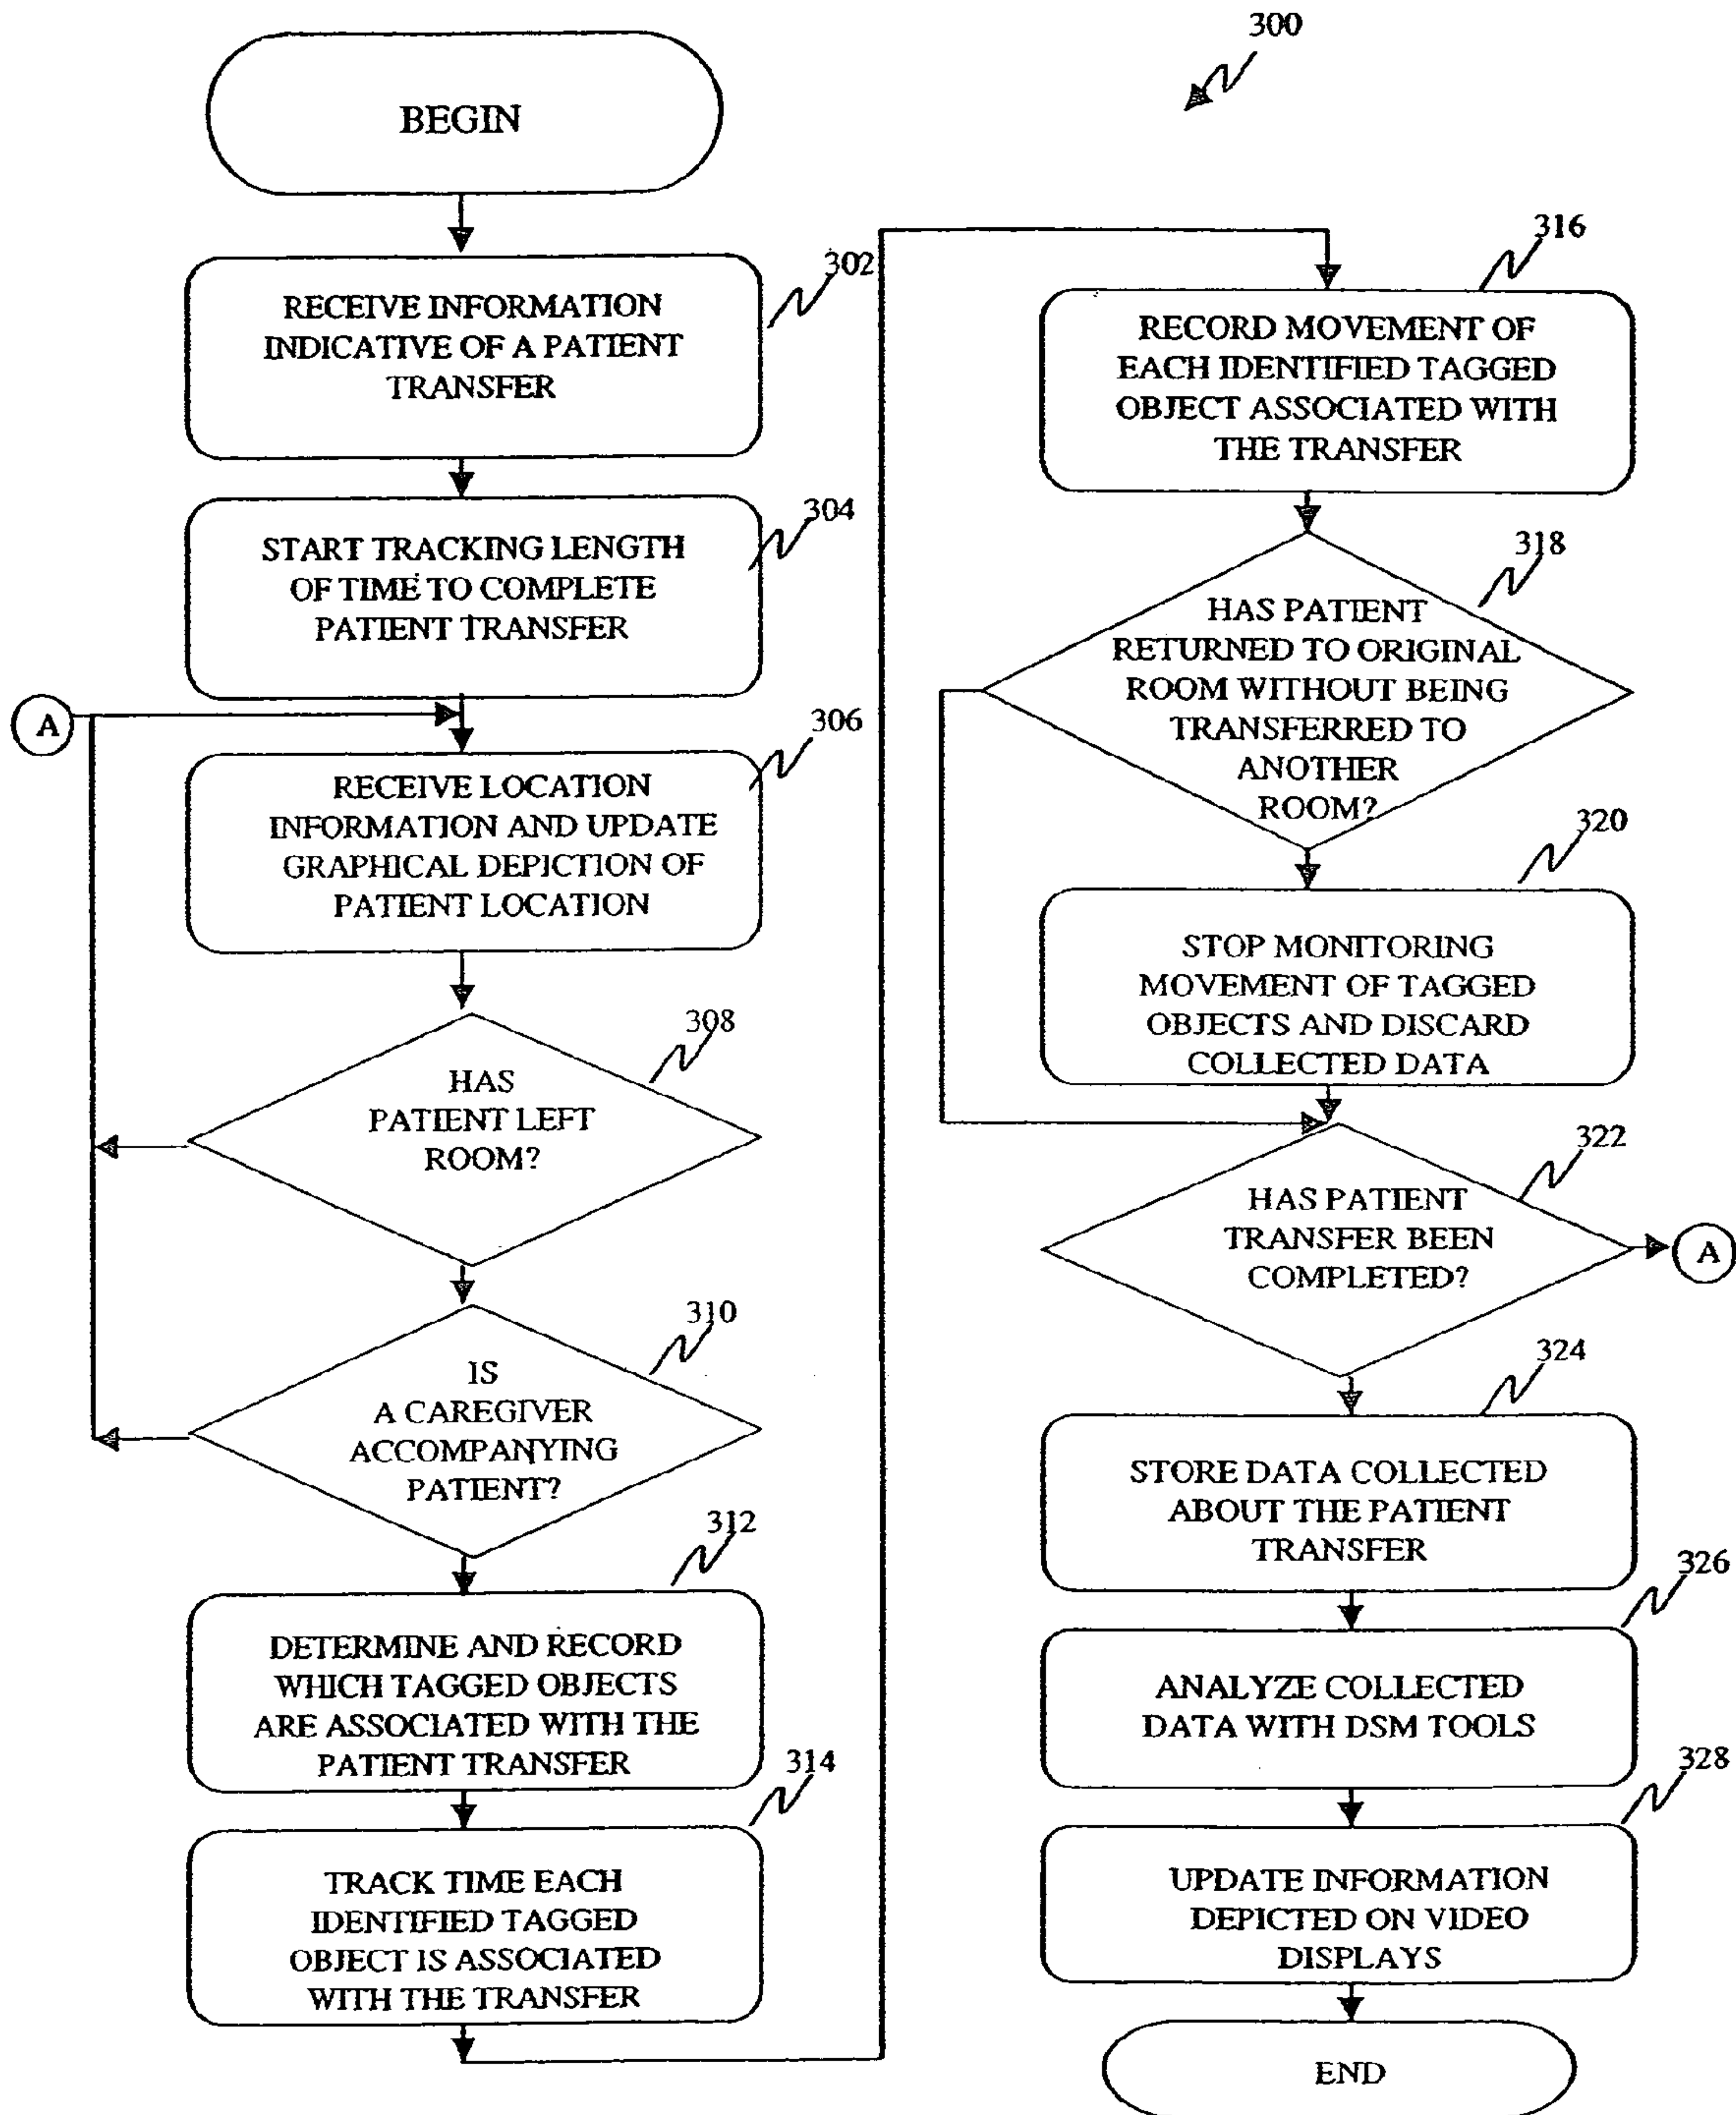 300
BEGIN
302
RECEIVE INFORMATION
INDICATIVE OF A PATIENT
TRANSFER
304
START TRACKING LENGTH
OF TIME TO COMPLETE
PATIENT TRANSFER
A
306
RECEIVE LOCATION
INFORMATION AND UPDATE
GRAPHICAL DEPICTION OF
PATIENT LOCATION
308
HAS
PATIENT LEFT
ROOM?
310
IS
A CAREGIVER
ACCOMPANYING
PATIENT?
312
DETERMINE AND RECORD
WHICH TAGGED OBJECTS
ARE ASSOCIATED WITH THE
PATIENT TRANSFER
314
TRACK TIME EACH
IDENTIFIED TAGGED
OBJECT IS ASSOCIATED
WITH THE TRANSFER
316
RECORD MOVEMENT OF
EACH IDENTIFIED TAGGED
OBJECT ASSOCIATED WITH
THE TRANSFER
318
HAS PATIENT
RETURNED TO ORIGINAL
ROOM WITHOUT BEING
TRANSFERRED TO
ANOTHER
ROOM?
320
STOP MONITORING
MOVEMENT OF TAGGED
OBJECTS AND DISCARD
COLLECTED DATA
322
HAS PATIENT
TRANSFER BEEN
COMPLETED?
A
324
STORE DATA COLLECTED
ABOUT THE PATIENT
TRANSFER
326
ANALYZE COLLECTED
DATA WITH DSM TOOLS
328
UPDATE INFORMATION
DEPICTED ON VIDEO
DISPLAYS
END